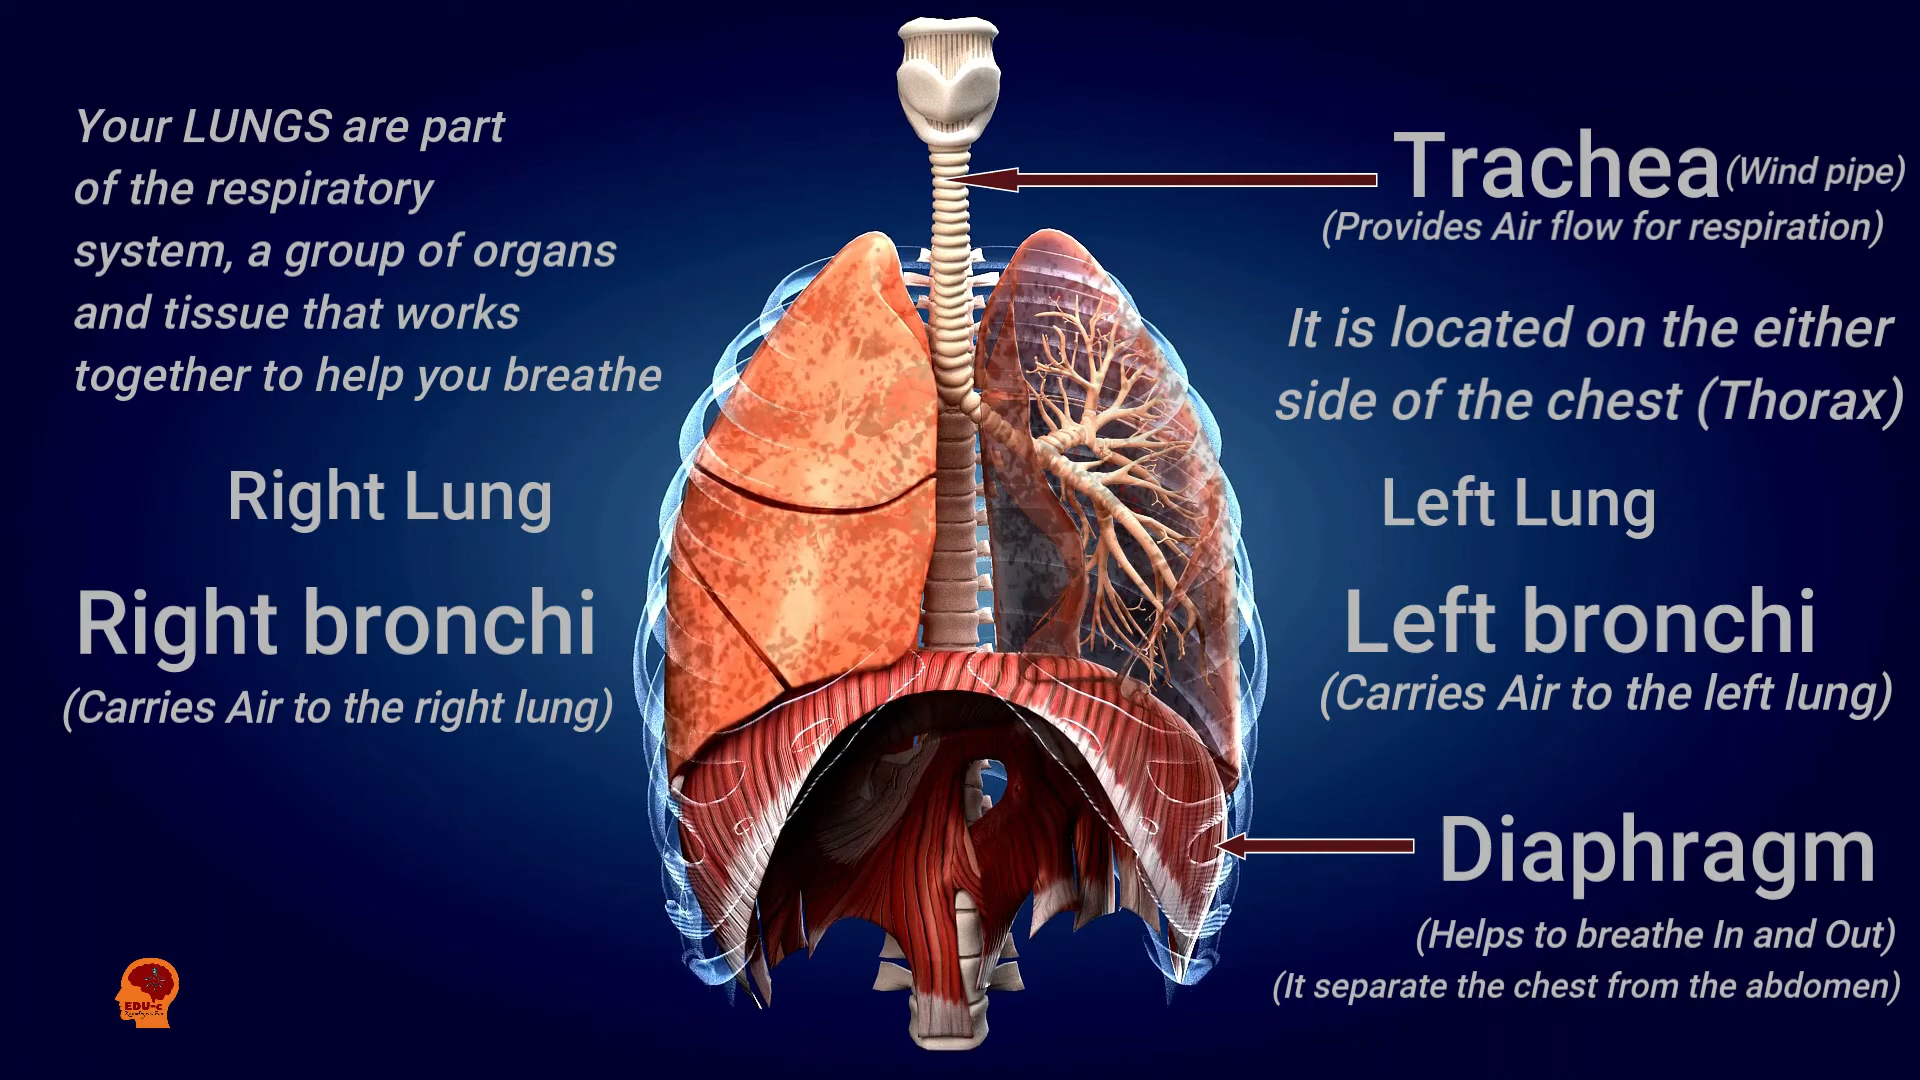 Your LUNGS are part
of the respiratory
system, a group of organs
and tissue that works
together to help you breathe
Right Lung
Right bronchi
(Carries Air to the right lung)
Trachea (Wind pipe)
(Provides Air flow for respiration)
It is located on the either
side of the chest (Thorax)
Left Lung
Left bronchi
(Carries Air to the left lung)
Diaphragm
(Helps to breathe In and Out)
(It separate the chest from the abdomen)
EDU-c